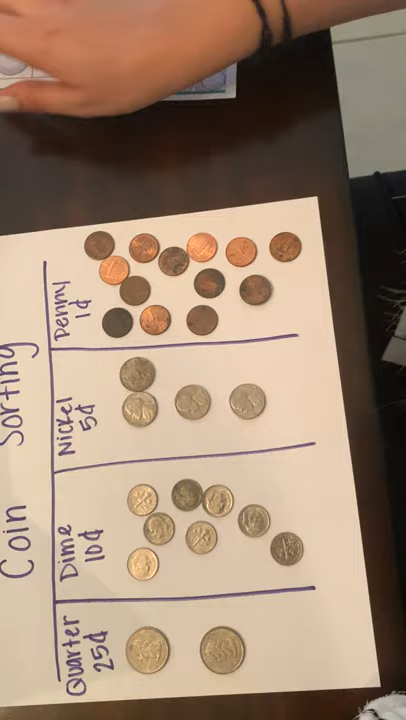 Coin Sorting
Penny
1¢
Nickel
5¢
Dime
10¢
Quarter
25¢